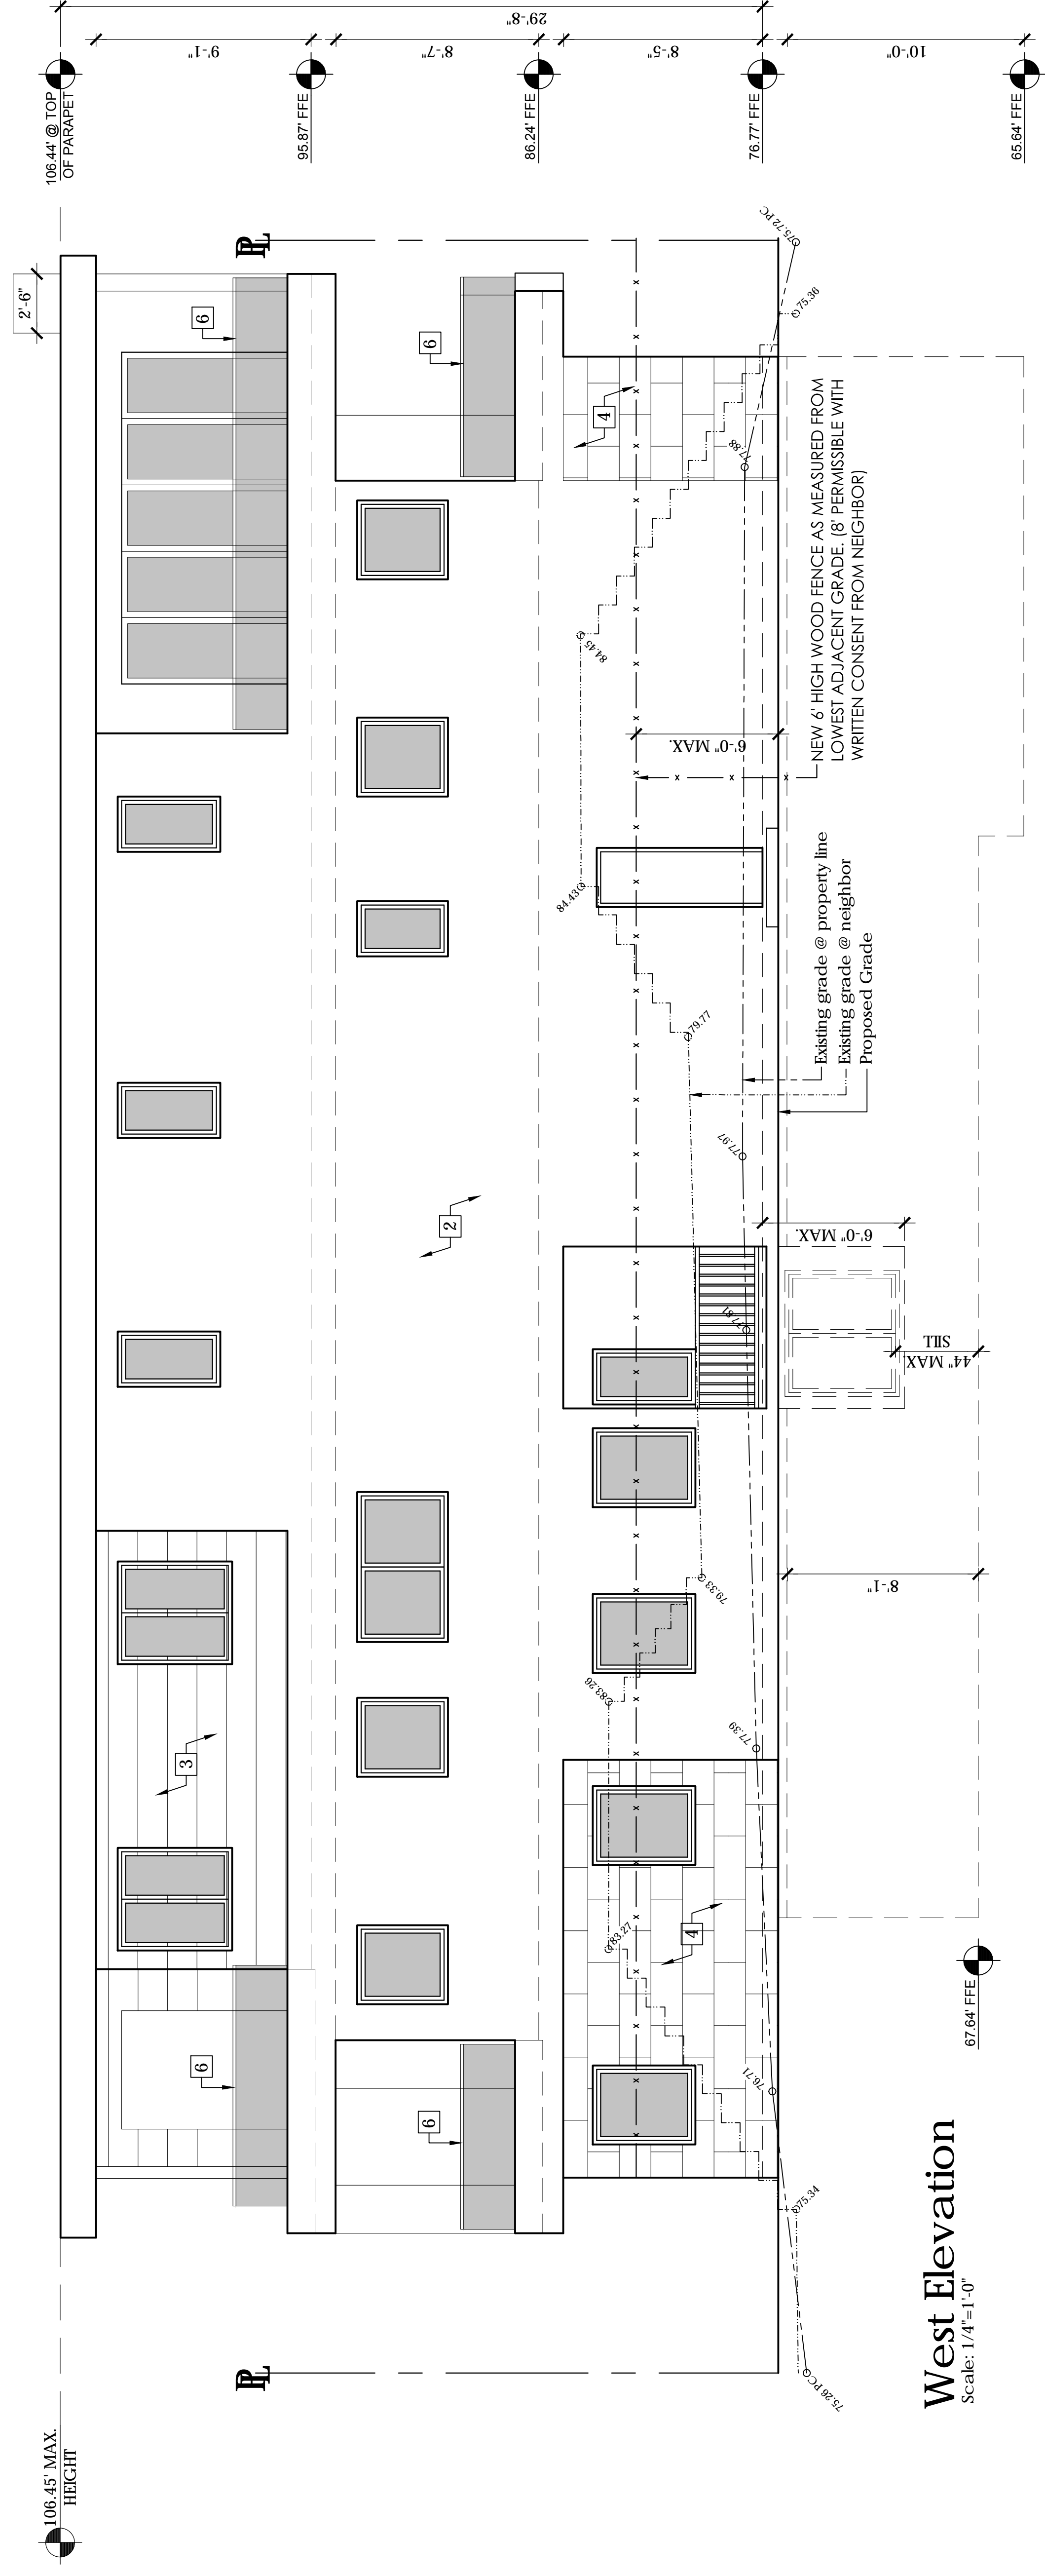 106.45' MAX.
HEIGHT
106.44' @ TOP
OF PARAPET
95.87' FFE
86.24' FFE
76.77' FFE
65.64' FFE
67.64' FFE
29'-8"
9'-1"
8'-7"
8'-5"
10'-0"
2'-6"
PL
PL
6
6
6
6
3
2
4
4
75.26 PC
75.34
76.71
83.27
77.39
83.26
79.33
77.81
77.97
79.77
84.43
84.45
77.88
75.36
75.72 PC
6'-0" MAX.
6'-0" MAX.
44" MAX.
SILL
8'-1"
Existing grade @ property line
Existing grade @ neighbor
Proposed Grade
NEW 6' HIGH WOOD FENCE AS MEASURED FROM
LOWEST ADJACENT GRADE. (8' PERMISSIBLE WITH
WRITTEN CONSENT FROM NEIGHBOR)
West Elevation
Scale: 1/4"=1'-0"